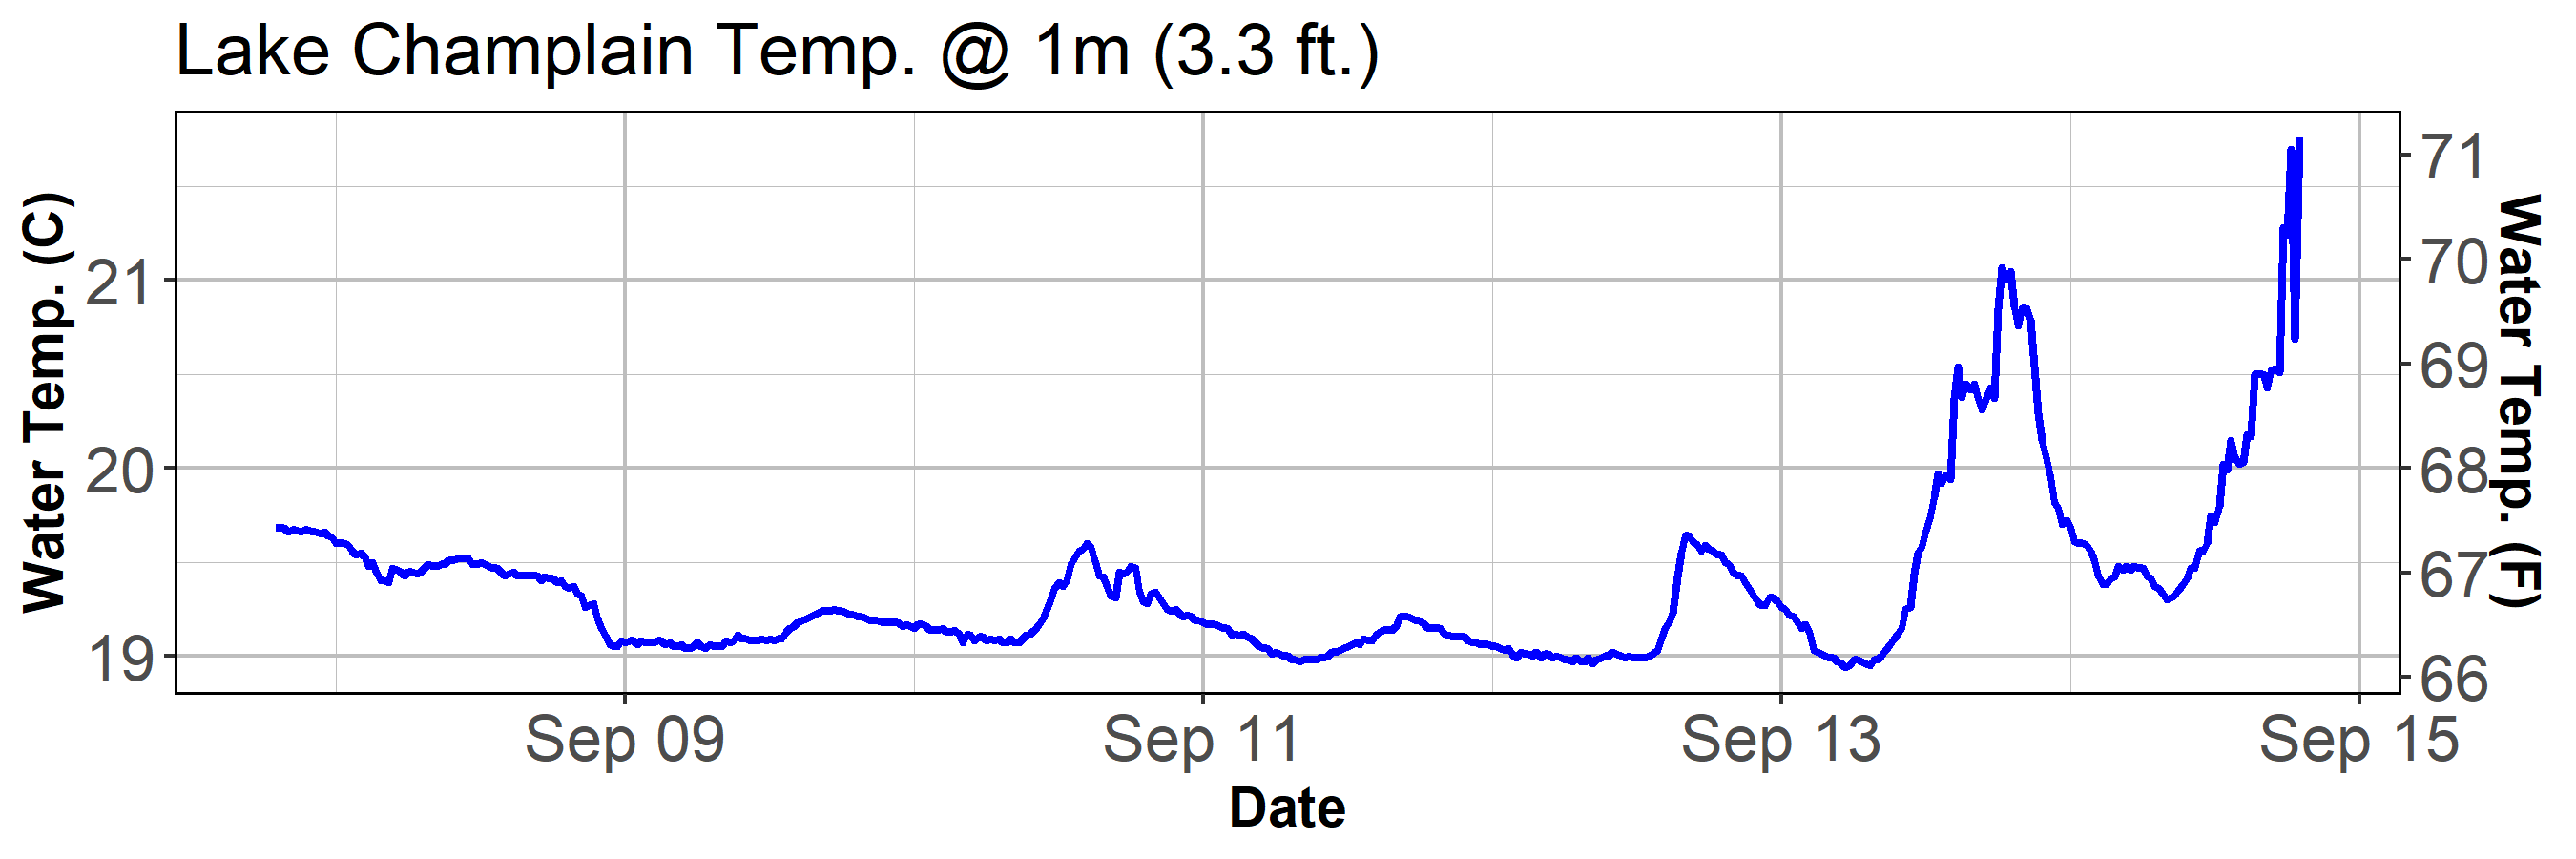 Lake Champlain Temp. @ 1m (3.3 ft.)
Water Temp. (C)
21
20
19
71
70
69
68
67
66
Water Temp. (F)
Sep 09
Sep 11
Sep 13
Sep 15
Date